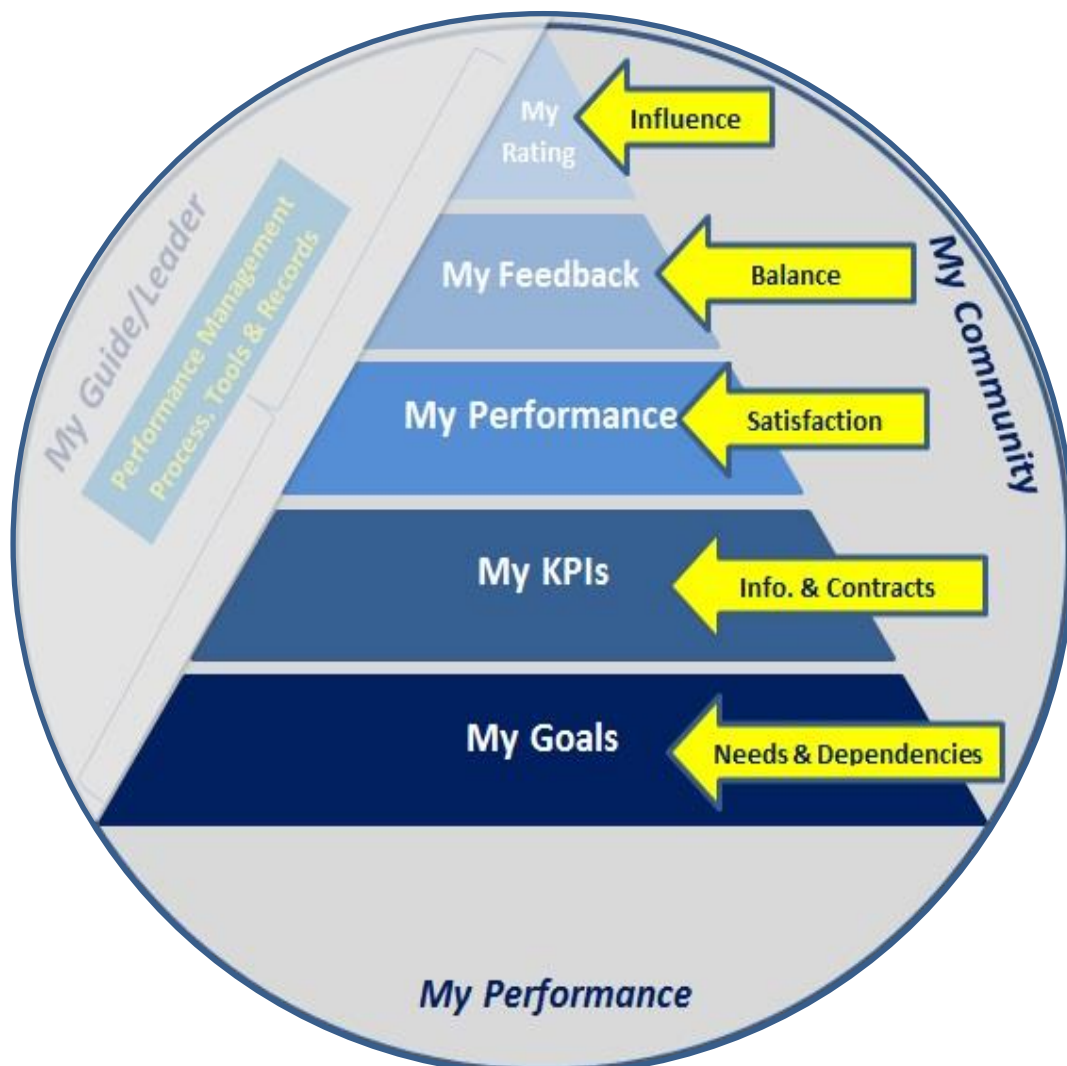 My
Rating
Influence
My Feedback
Balance
My Performance
Satisfaction
My KPIs
Info. & Contracts
My Goals
Needs & Dependencies
My Guide/Leader
Performance Management
Process, Tools & Records
My Community
My Performance